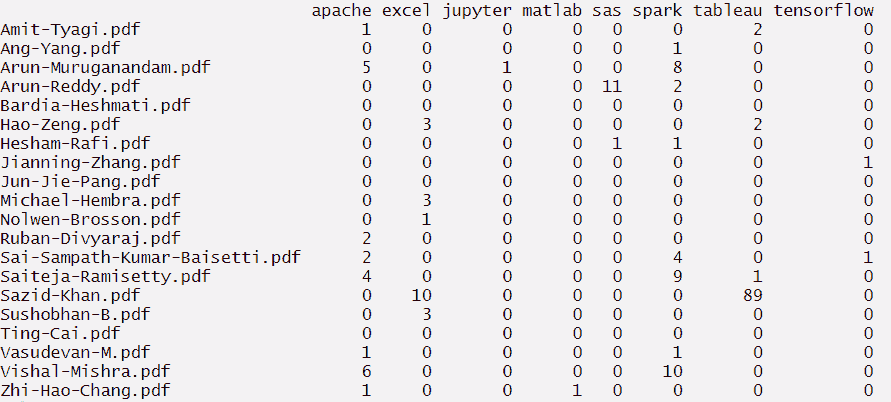 apache excel jupyter matlab sas spark tableau tensorflow
Amit-Tyagi.pdf 1 0 0 0 0 0 2 0
Ang-Yang.pdf 0 0 0 0 0 1 0 0
Arun-Muruganandam.pdf 5 0 1 0 0 8 0 0
Arun-Reddy.pdf 0 0 0 0 11 2 0 0
Bardia-Heshmati.pdf 0 0 0 0 0 0 0 0
Hao-Zeng.pdf 0 3 0 0 0 0 2 0
Hesham-Rafi.pdf 0 0 0 0 1 1 0 0
Jianning-Zhang.pdf 0 0 0 0 0 0 0 1
Jun-Jie-Pang.pdf 0 0 0 0 0 0 0 0
Michael-Hembra.pdf 0 3 0 0 0 0 0 0
Nolwen-Brosson.pdf 0 1 0 0 0 0 0 0
Ruban-Divyaraj.pdf 2 0 0 0 0 0 0 0
Sai-Sampath-Kumar-Baisetti.pdf 2 0 0 0 0 4 0 1
Saiteja-Ramisetty.pdf 4 0 0 0 0 9 1 0
Sazid-Khan.pdf 0 10 0 0 0 0 89 0
Sushobhan-B.pdf 0 3 0 0 0 0 0 0
Ting-Cai.pdf 0 0 0 0 0 0 0 0
Vasudevan-M.pdf 1 0 0 0 0 1 0 0
Vishal-Mishra.pdf 6 0 0 0 0 10 0 0
Zhi-Hao-Chang.pdf 1 0 0 1 0 0 0 0